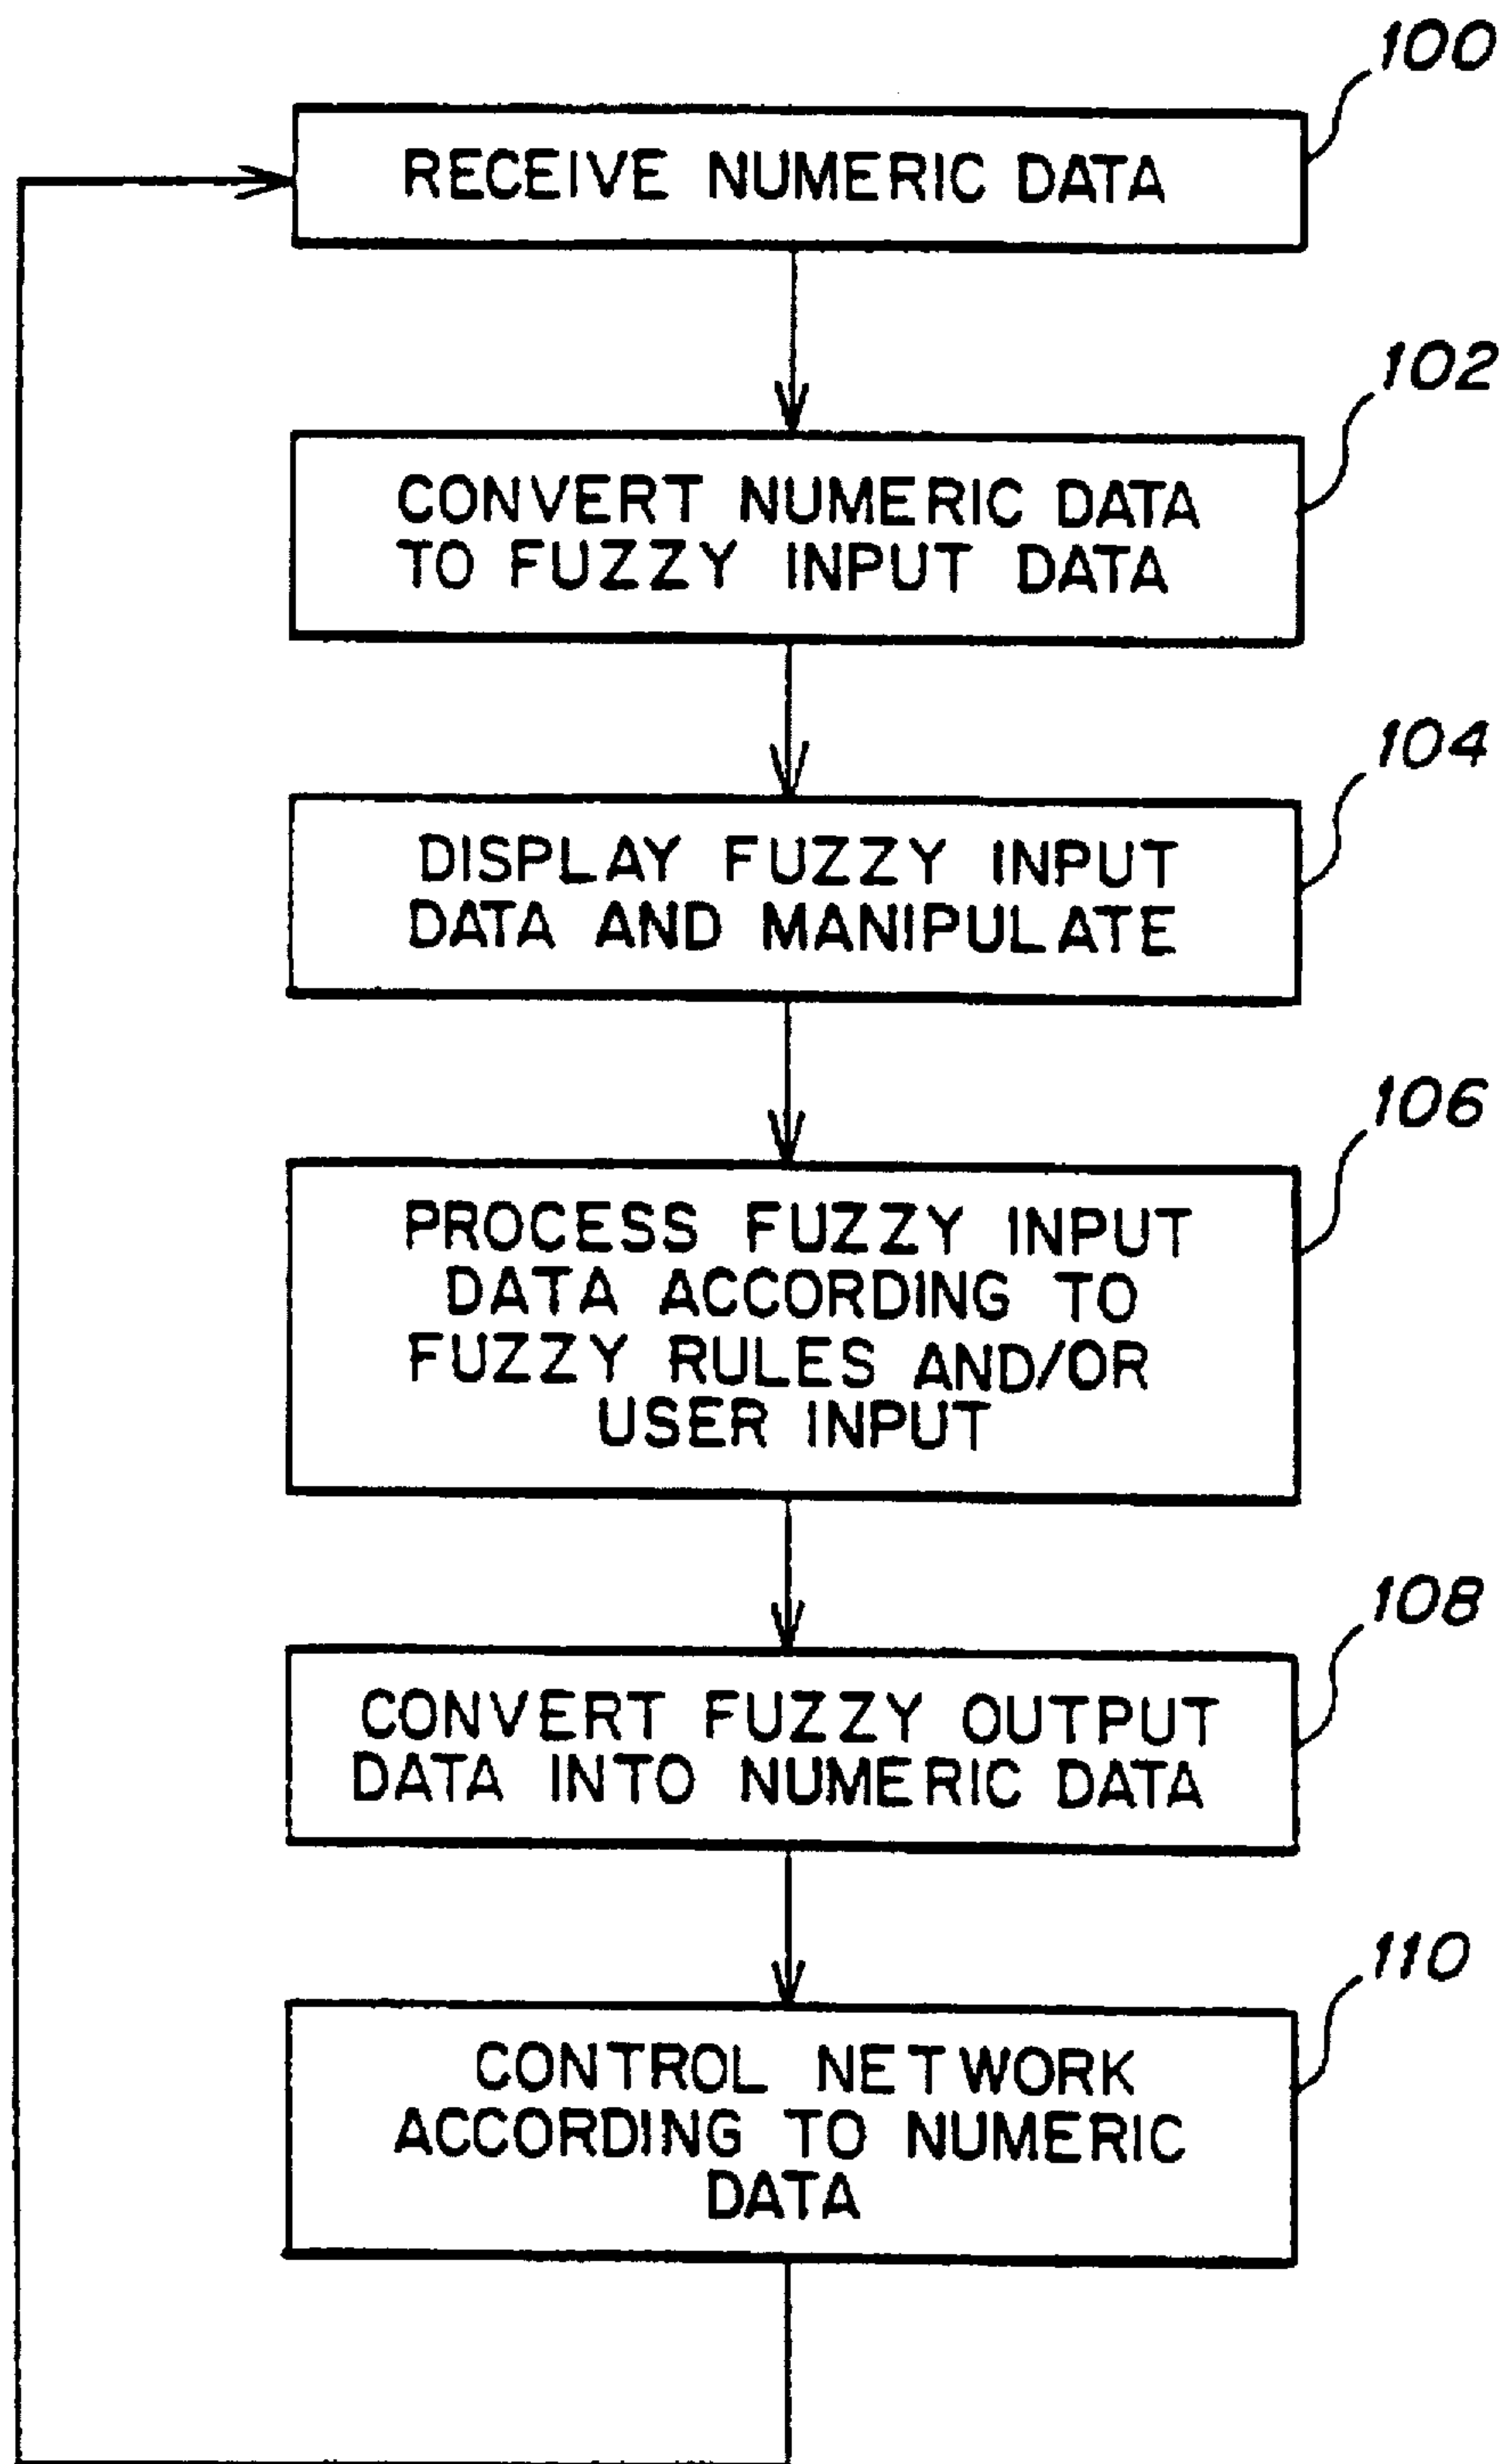 100
RECEIVE NUMERIC DATA
102
CONVERT NUMERIC DATA
TO FUZZY INPUT DATA
104
DISPLAY FUZZY INPUT
DATA AND MANIPULATE
106
PROCESS FUZZY INPUT
DATA ACCORDING TO
FUZZY RULES AND/OR
USER INPUT
108
CONVERT FUZZY OUTPUT
DATA INTO NUMERIC DATA
110
CONTROL NETWORK
ACCORDING TO NUMERIC
DATA